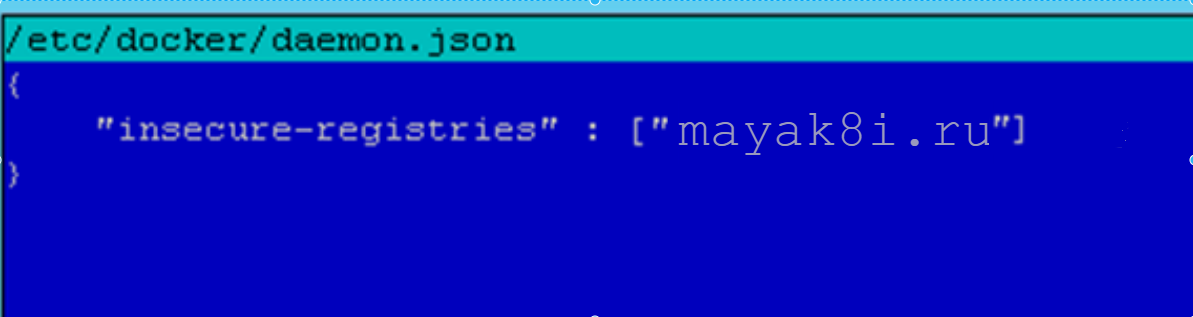 /etc/docker/daemon.json
{
"insecure-registries" : ["mayak8i.ru"]
}